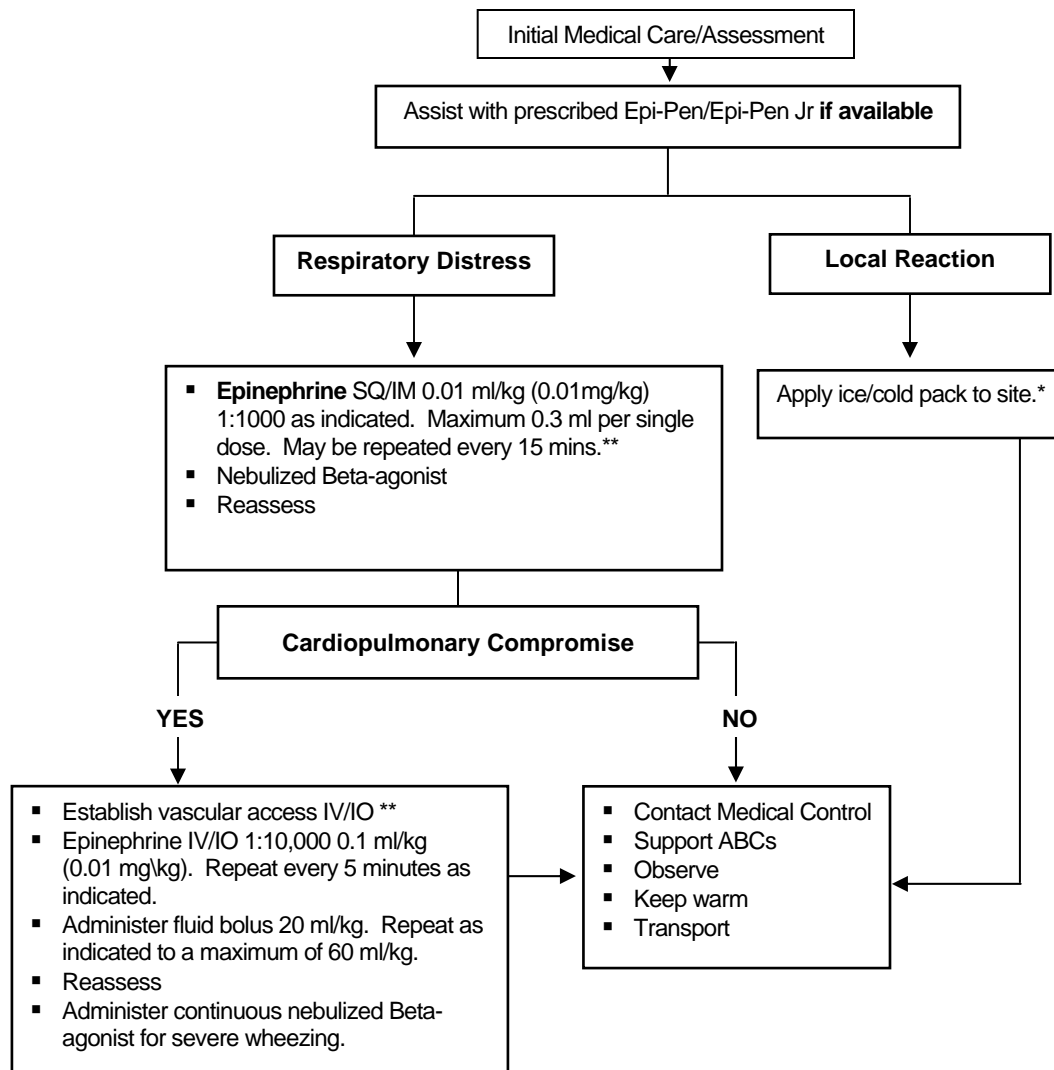 Initial Medical Care/Assessment
Assist with prescribed Epi-Pen/Epi-Pen Jr if available
Respiratory Distress
Local Reaction
▪ Epinephrine SQ/IM 0.01 ml/kg (0.01mg/kg)
1:1000 as indicated. Maximum 0.3 ml per single
dose. May be repeated every 15 mins.**
▪ Nebulized Beta-agonist
▪ Reassess
Apply ice/cold pack to site.*
Cardiopulmonary Compromise
YES
NO
▪ Establish vascular access IV/IO **
▪ Epinephrine IV/IO 1:10,000 0.1 ml/kg
(0.01 mg\kg). Repeat every 5 minutes as
indicated.
▪ Administer fluid bolus 20 ml/kg. Repeat as
indicated to a maximum of 60 ml/kg.
▪ Reassess
▪ Administer continuous nebulized Beta-
agonist for severe wheezing.
▪ Contact Medical Control
▪ Support ABCs
▪ Observe
▪ Keep warm
▪ Transport